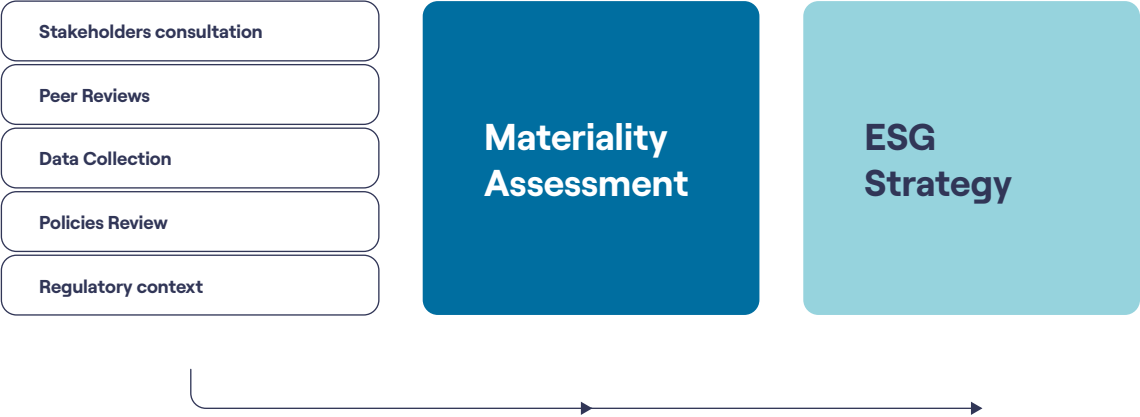 Stakeholders consultation
Peer Reviews
Data Collection
Policies Review
Regulatory context
Materiality
Assessment
ESG
Strategy